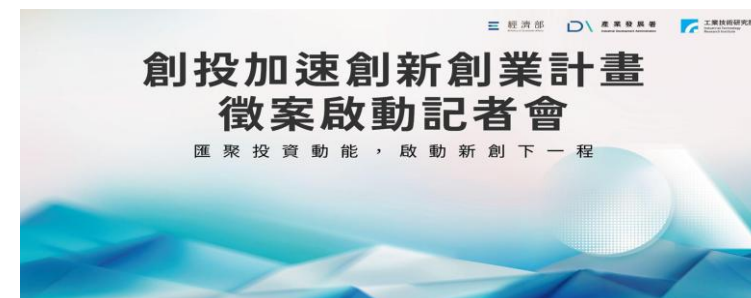 經濟部 產業發展署 工業技術研究院
創投加速創新創業計畫
徵案啟動記者會
匯聚投資動能，啟動新創下一程